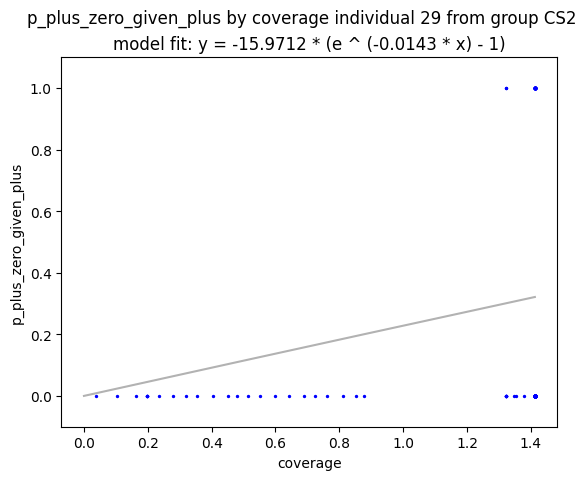 p_plus_zero_given_plus by coverage individual 29 from group CS2
model fit: y = -15.9712 * (e ^ (-0.0143 * x) - 1)
1.0
0.8
0.6
0.4
0.2
0.0
p_plus_zero_given_plus
0.0 0.2 0.4 0.6 0.8 1.0 1.2 1.4
coverage